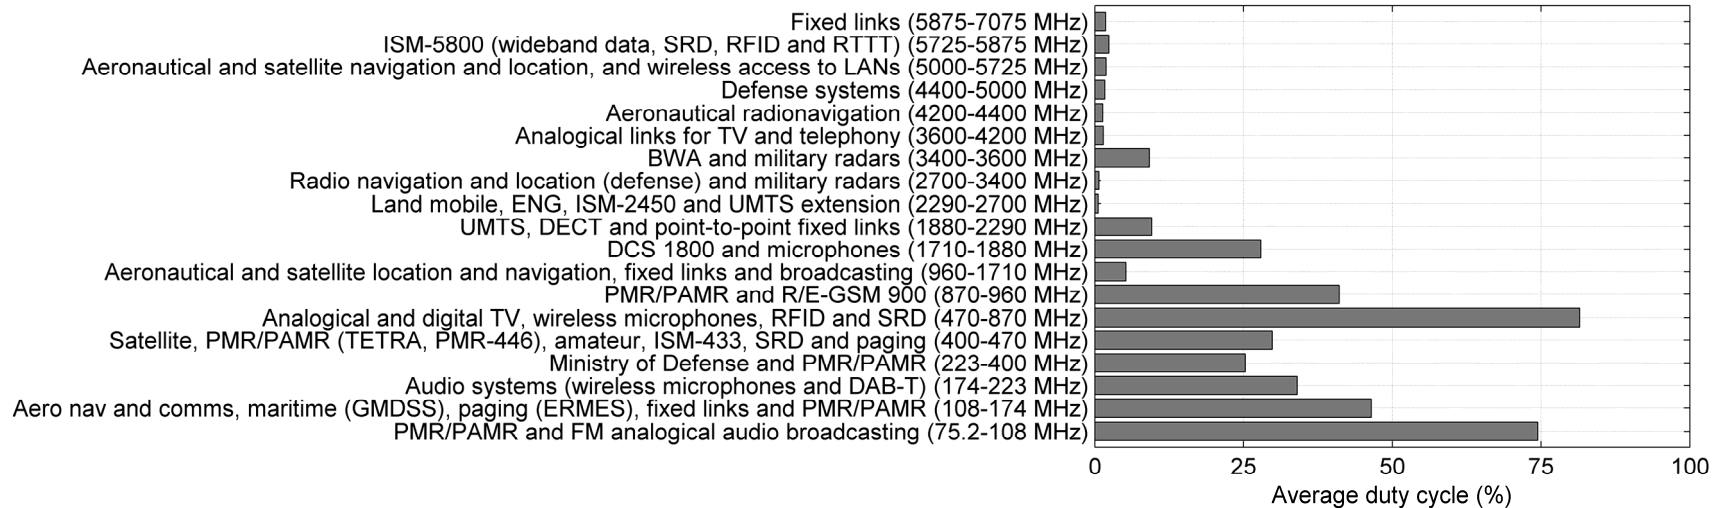 Fixed links (5875-7075 MHz)
ISM-5800 (wideband data, SRD, RFID and RTTT) (5725-5875 MHz)
Aeronautical and satellite navigation and location, and wireless access to LANs (5000-5725 MHz)
Defense systems (4400-5000 MHz)
Aeronautical radionavigation (4200-4400 MHz)
Analogical links for TV and telephony (3600-4200 MHz)
BWA and military radars (3400-3600 MHz)
Radio navigation and location (defense) and military radars (2700-3400 MHz)
Land mobile, ENG, ISM-2450 and UMTS extension (2290-2700 MHz)
UMTS, DECT and point-to-point fixed links (1880-2290 MHz)
DCS 1800 and microphones (1710-1880 MHz)
Aeronautical and satellite location and navigation, fixed links and broadcasting (960-1710 MHz)
PMR/PAMR and R/E-GSM 900 (870-960 MHz)
Analogical and digital TV, wireless microphones, RFID and SRD (470-870 MHz)
Satellite, PMR/PAMR (TETRA, PMR-446), amateur, ISM-433, SRD and paging (400-470 MHz)
Ministry of Defense and PMR/PAMR (223-400 MHz)
Audio systems (wireless microphones and DAB-T) (174-223 MHz)
Aero nav and comms, maritime (GMDSS), paging (ERMES), fixed links and PMR/PAMR (108-174 MHz)
PMR/PAMR and FM analogical audio broadcasting (75.2-108 MHz)
0 25 50 75 100
Average duty cycle (%)